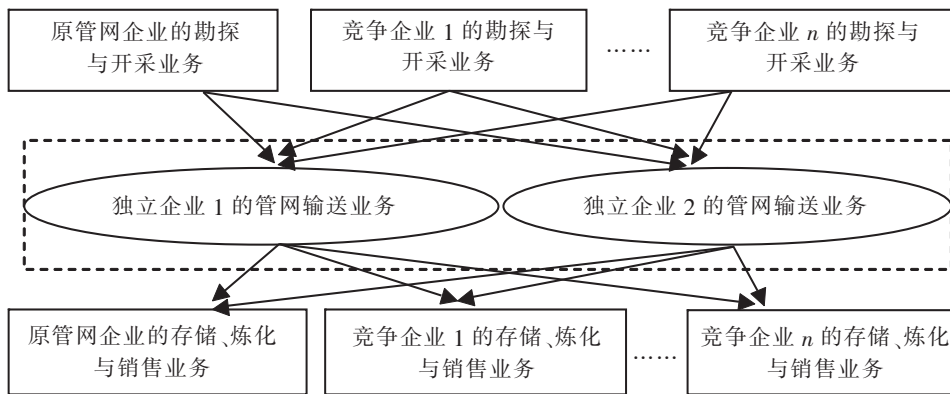 原管网企业的勘探
与开采业务
竞争企业 1 的勘探与
开采业务
……
竞争企业 n 的勘探与
开采业务
独立企业 1 的管网输送业务
独立企业 2 的管网输送业务
原管网企业的存储、炼化
与销售业务
竞争企业 1 的存储、炼化
与销售业务
……
竞争企业 n 的存储、炼化
与销售业务